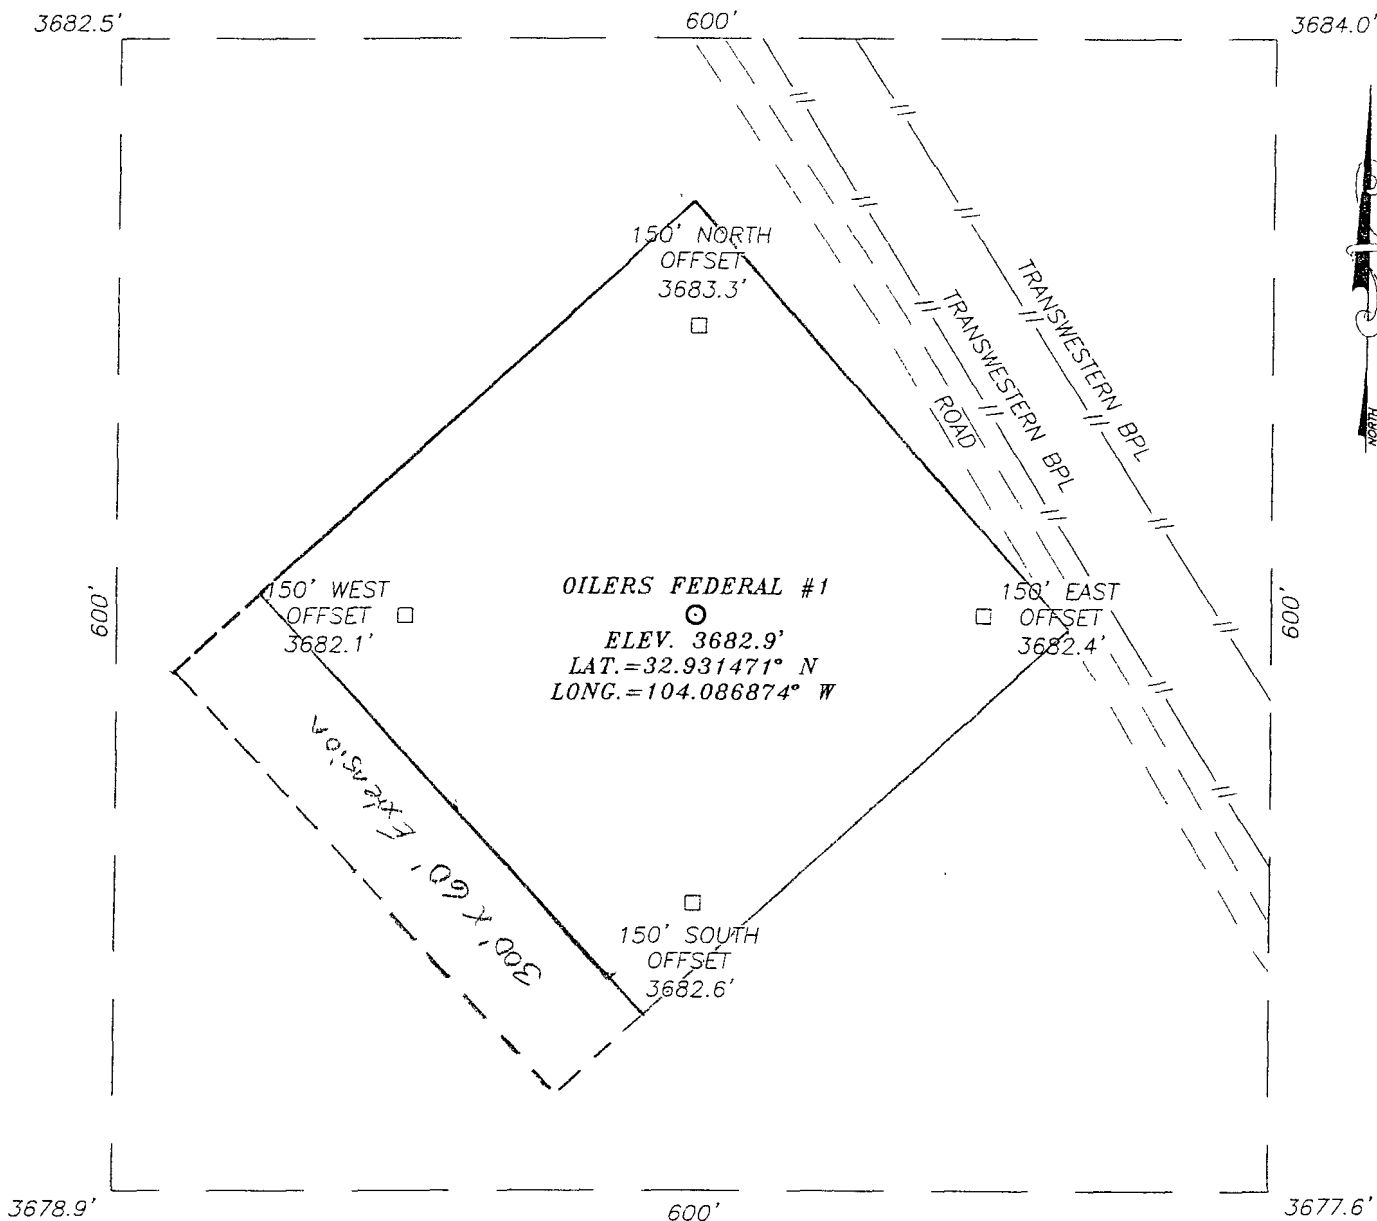 3682.5'
600'
3684.0'
150' NORTH
OFFSET
3683.3'
TRANSWESTERN BPL
TRANSWESTERN BPL
ROAD
NORTH
600'
150' WEST
OFFSET
3682.1'
OILERS FEDERAL #1
ELEV. 3682.9'
LAT.=32.931471° N
LONG.=104.086874° W
150' EAST
OFFSET
3682.4'
600'
300' X 60' Extension
150' SOUTH
OFFSET
3682.6'
3678.9'
600'
3677.6'